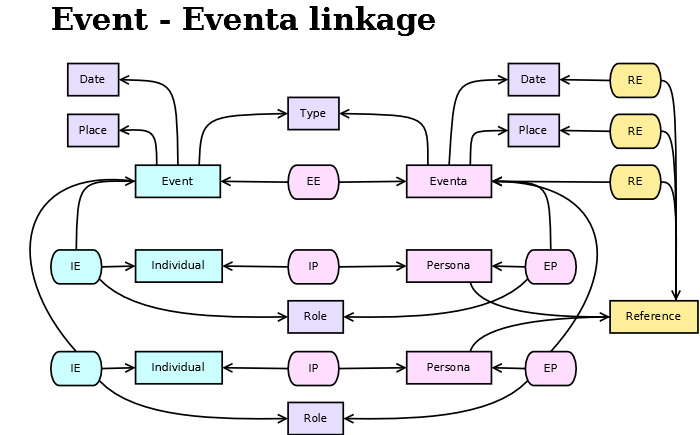 Event - Eventa linkage
Date
Date
RE
Type
Place
Place
RE
Event
EE
Eventa
RE
IE
Individual
IP
Persona
EP
Role
Reference
IE
Individual
IP
Persona
EP
Role